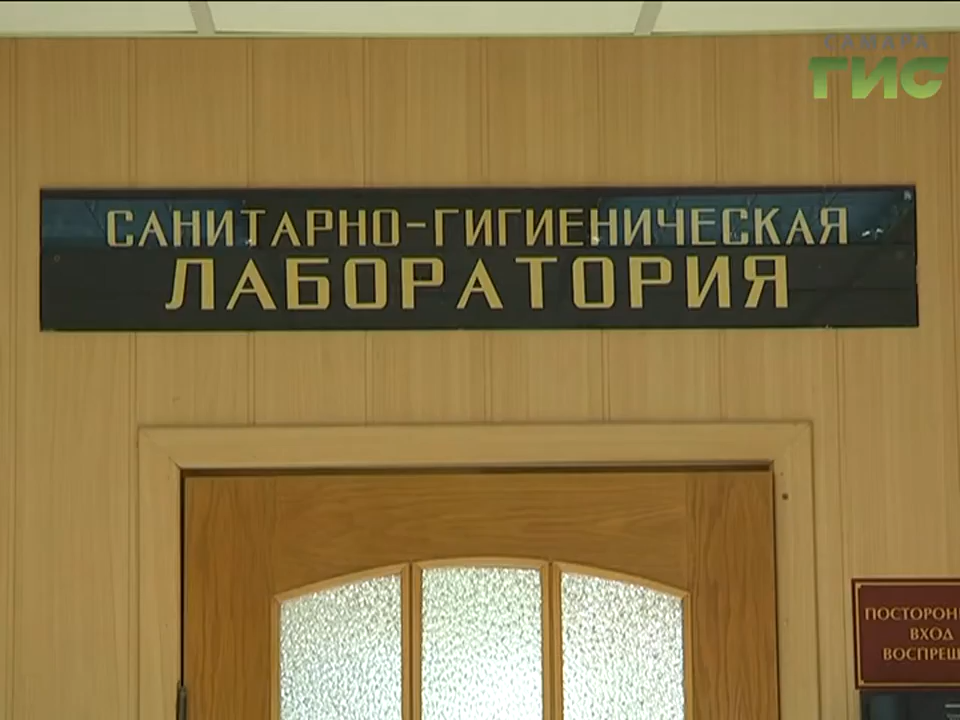 САМАРА
ГИС
САНИТАРНО-ГИГИЕНИЧЕСКАЯ
ЛАБОРАТОРИЯ
ВХОД